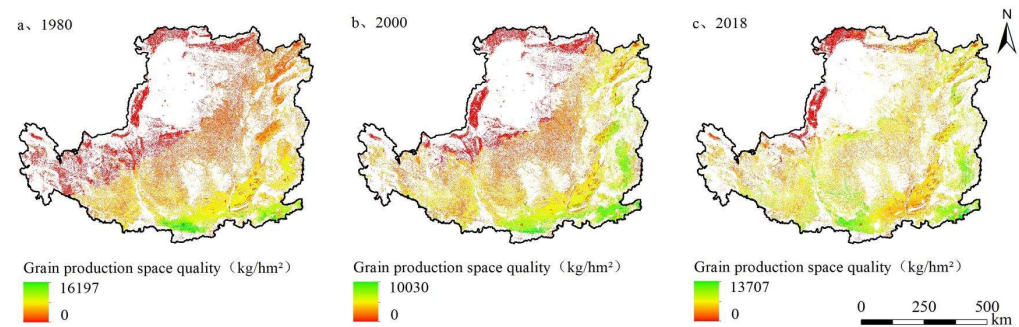 a、1980
b、2000
c、2018
N
Grain production space quality（kg/hm²）
16197
0
Grain production space quality（kg/hm²）
10030
0
Grain production space quality（kg/hm²）
13707
0
0 250 500
km